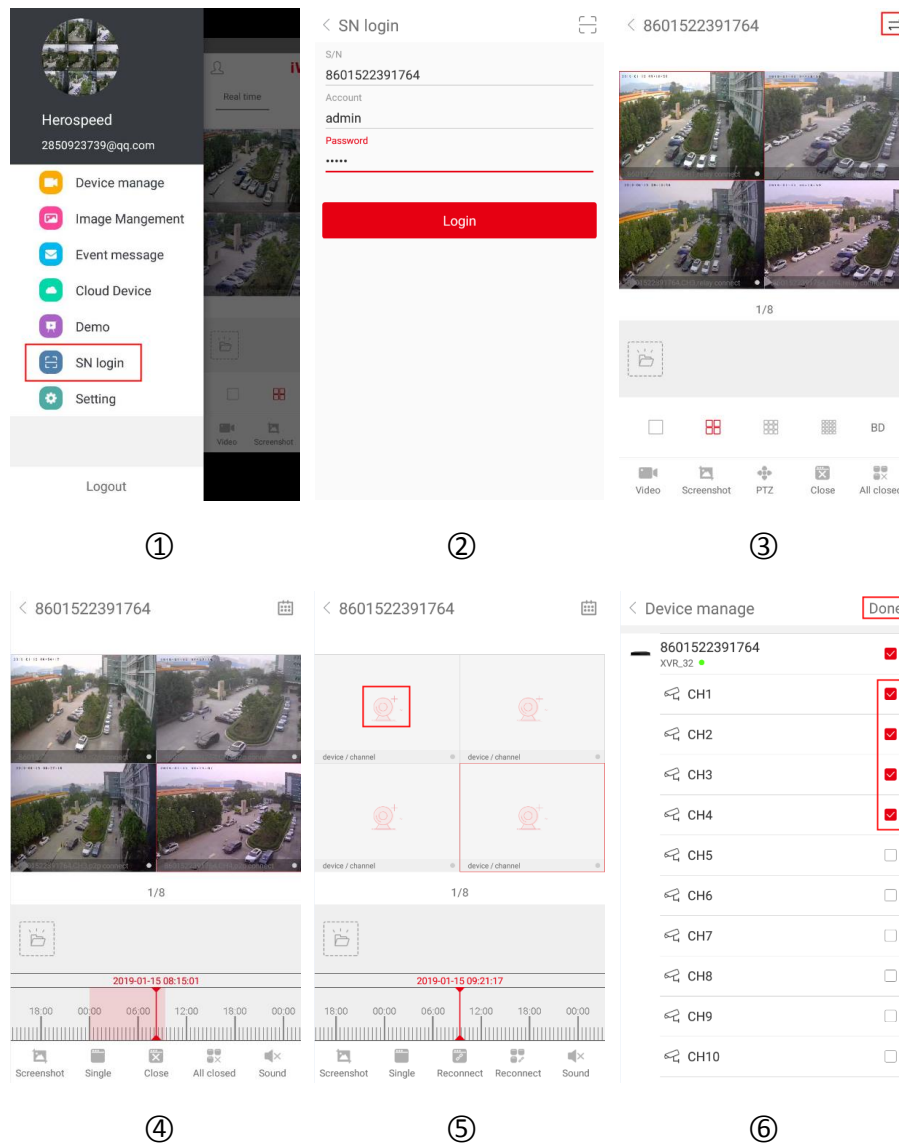 Herospeed
2850923739@qq.com
Device manage
Image Mangement
Event message
Cloud Device
Demo
SN login
Setting
Logout
Real time
Video Screenshot
①
SN login
S/N
8601522391764
Account
admin
Password
•••••
Login
②
8601522391764
1/8
BD
Video Screenshot PTZ Close All closed
③
8601522391764
1/8
2019-01-15 08:15:01
18:00 00:00 06:00 12:00 18:00 00:00
Screenshot Single Close All closed Sound
④
8601522391764
device / channel device / channel
device / channel device / channel
1/8
2019-01-15 09:21:17
18:00 00:00 06:00 12:00 18:00 00:00
Screenshot Single Reconnect Reconnect Sound
⑤
Device manage Done
8601522391764
XVR_32
CH1
CH2
CH3
CH4
CH5
CH6
CH7
CH8
CH9
CH10
⑥